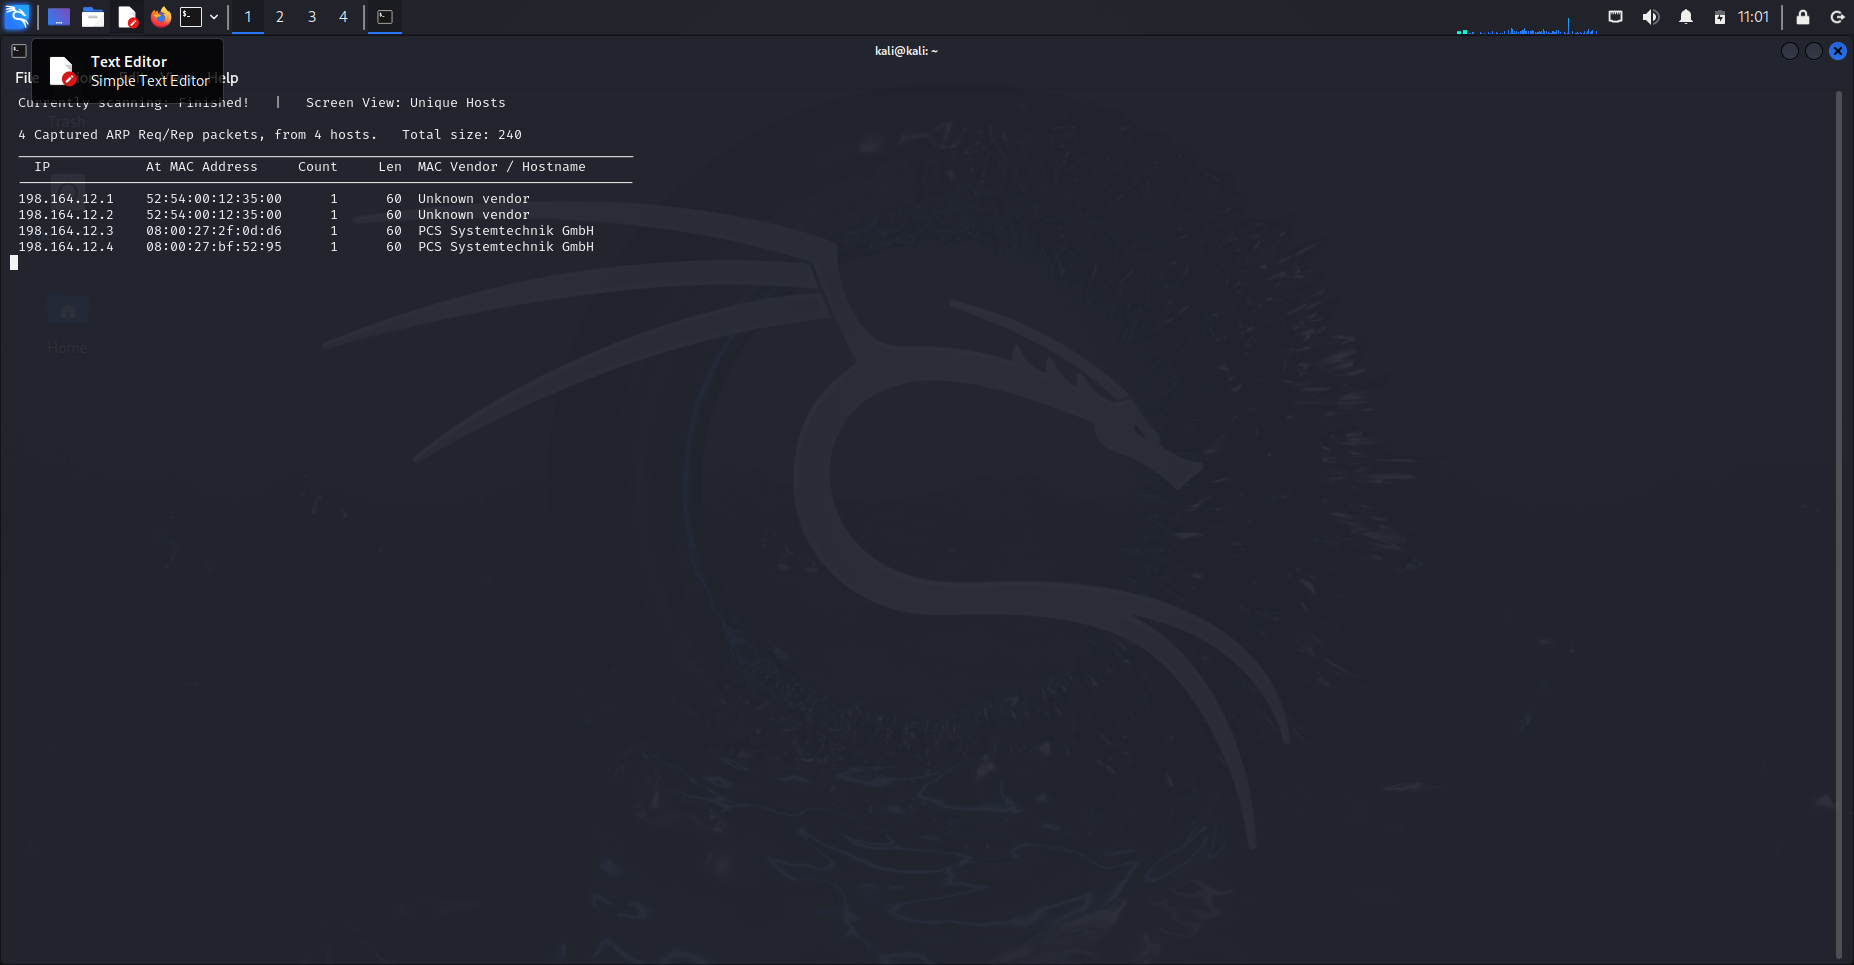 1 2 3 4 11:01
kali@kali: ~
Text Editor
Simple Text Editor
File Help
Currently scanning: Finished! | Screen View: Unique Hosts
Trash
4 Captured ARP Req/Rep packets, from 4 hosts. Total size: 240
IP At MAC Address Count Len MAC Vendor / Hostname
198.164.12.1 52:54:00:12:35:00 1 60 Unknown vendor
198.164.12.2 52:54:00:12:35:00 1 60 Unknown vendor
198.164.12.3 08:00:27:2f:0d:d6 1 60 PCS Systemtechnik GmbH
198.164.12.4 08:00:27:bf:52:95 1 60 PCS Systemtechnik GmbH
Home